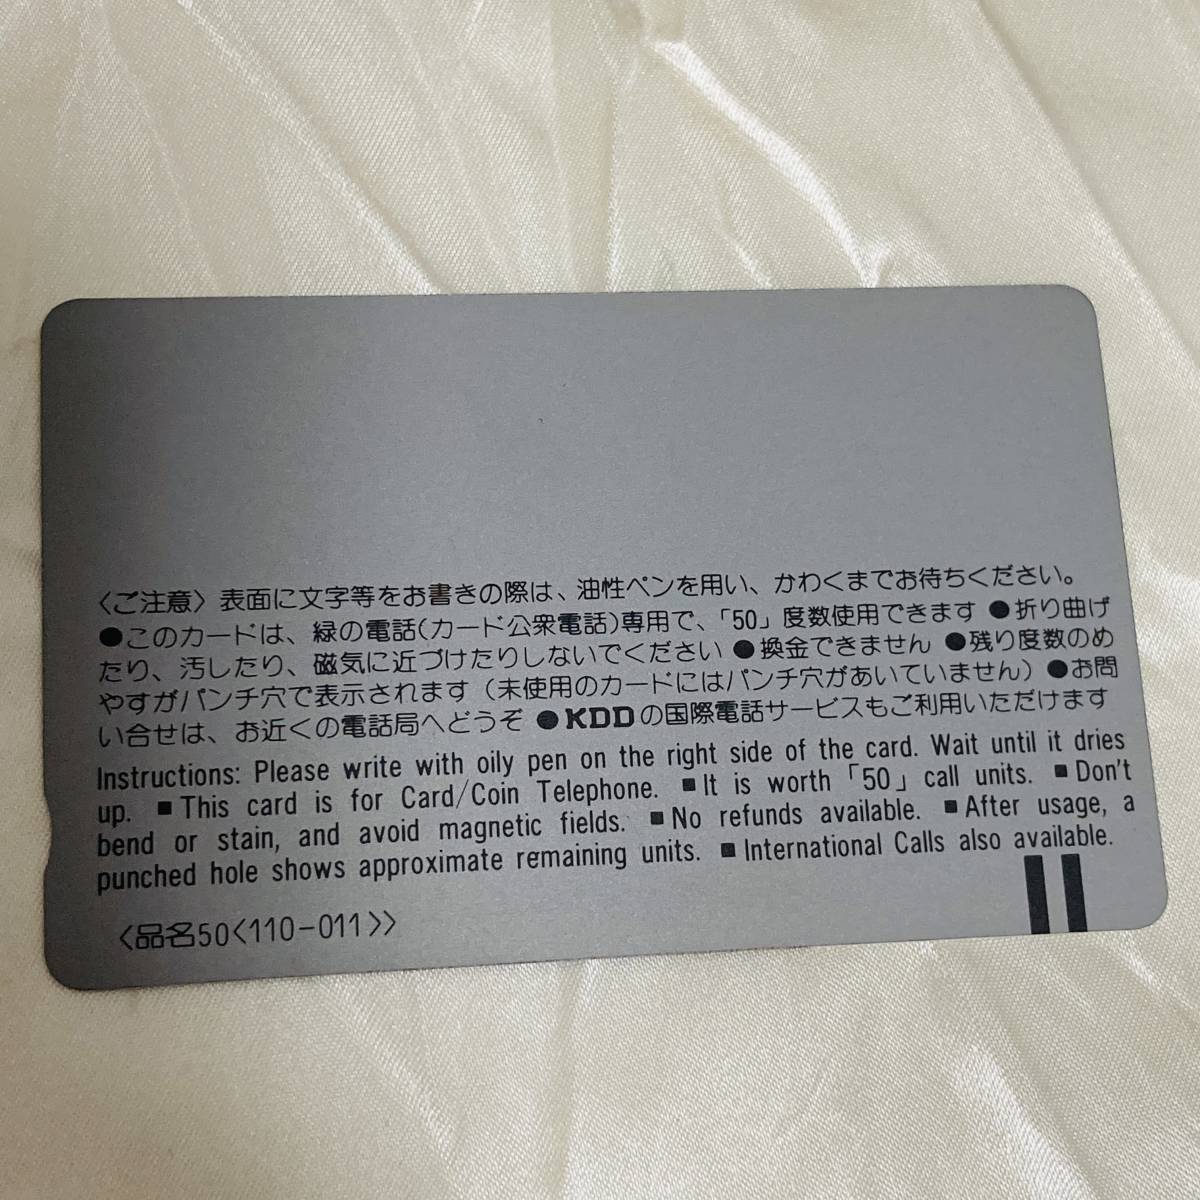 〈ご注意〉表面に文字等をお書きの際は、油性ペンを用い、かわくまでお待ちください。
●このカードは、緑の電話(カード公衆電話)専用で、「50」度数使用できます ●折り曲げ
たり、汚したり、磁気に近づけたりしないでください ●換金できません ●残り度数のめ
やすがパンチ穴で表示されます（未使用のカードにはパンチ穴があいていません）●お問
い合せは、お近くの電話局へどうぞ ●KDDの国際電話サービスもご利用いただけます
Instructions: Please write with oily pen on the right side of the card. Wait until it dries
up. ■This card is for Card/Coin Telephone. ■It is worth「50」call units. ■Don't
bend or stain, and avoid magnetic fields. ■No refunds available. ■After usage, a
punched hole shows approximate remaining units. ■International Calls also available.
〈品名50〈110-011〉〉